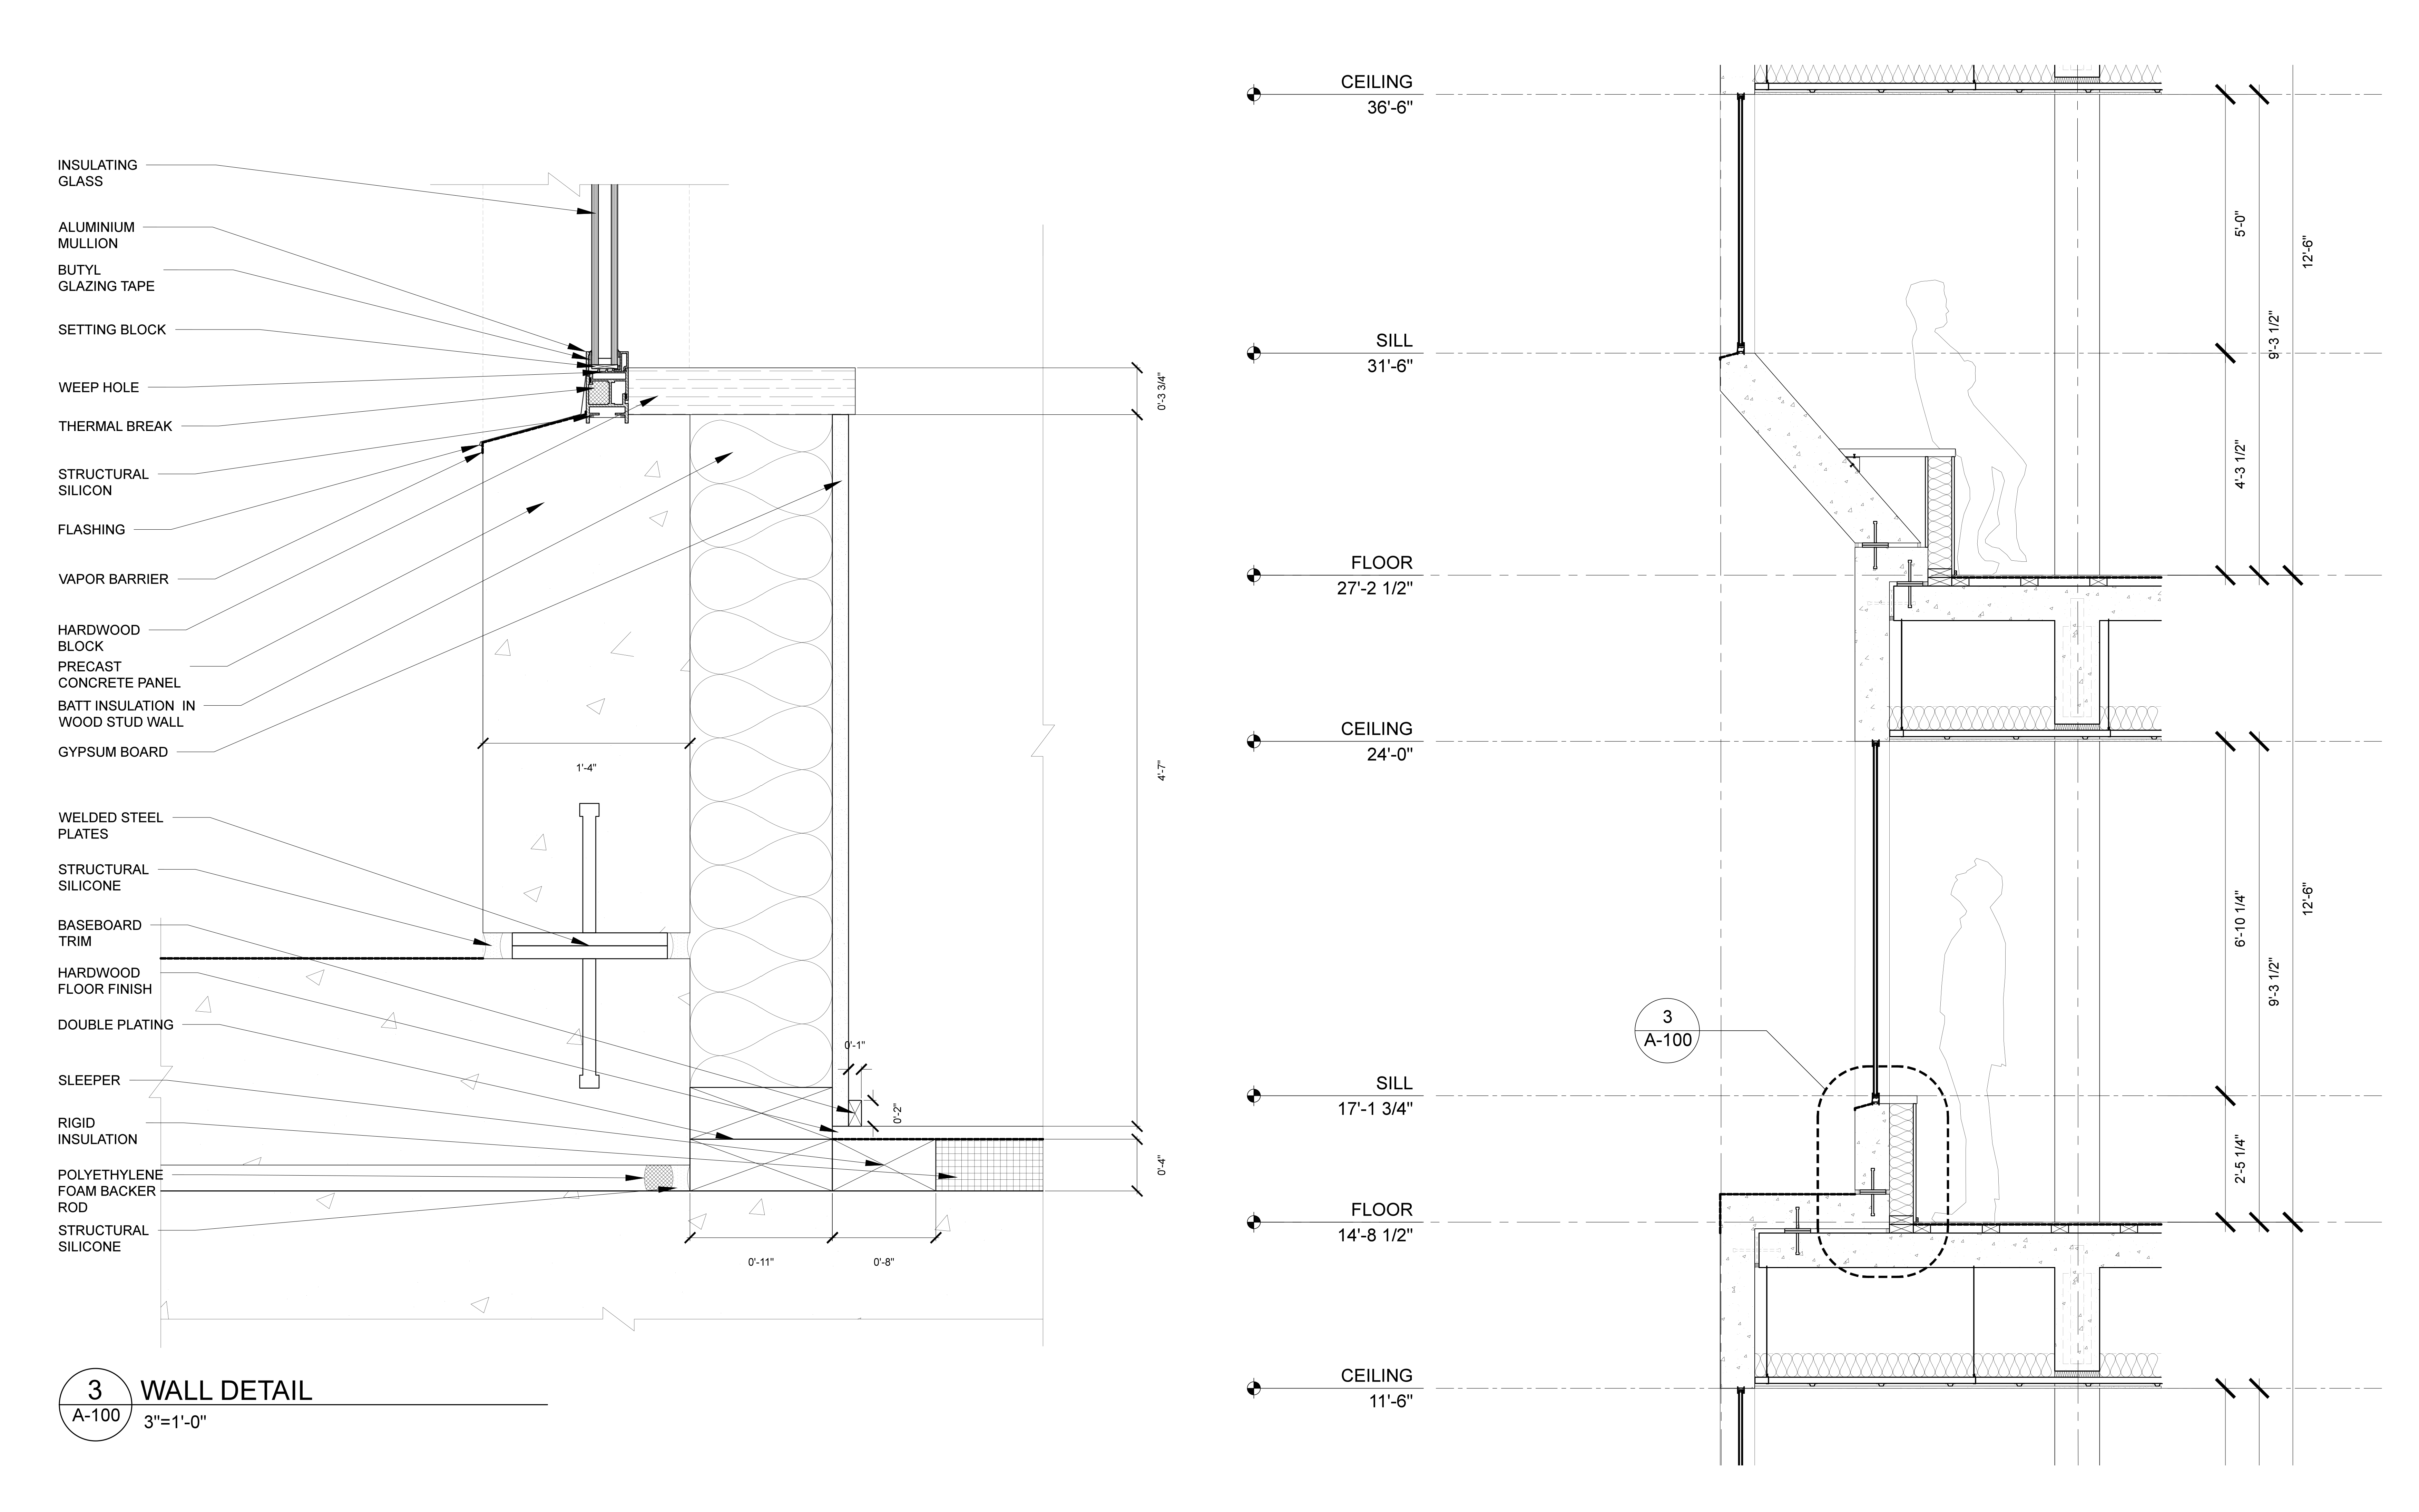 INSULATING
GLASS
ALUMINIUM
MULLION
BUTYL
GLAZING TAPE
SETTING BLOCK
WEEP HOLE
THERMAL BREAK
STRUCTURAL
SILICON
FLASHING
VAPOR BARRIER
HARDWOOD
BLOCK
PRECAST
CONCRETE PANEL
BATT INSULATION IN
WOOD STUD WALL
GYPSUM BOARD
WELDED STEEL
PLATES
STRUCTURAL
SILICONE
BASEBOARD
TRIM
HARDWOOD
FLOOR FINISH
DOUBLE PLATING
SLEEPER
RIGID
INSULATION
POLYETHYLENE
FOAM BACKER
ROD
STRUCTURAL
SILICONE
1'-4"
0'-3 3/4"
4'-7"
0'-1"
0'-2"
0'-4"
0'-11"
0'-8"
3
A-100
WALL DETAIL
3"=1'-0"
CEILING
36'-6"
SILL
31'-6"
FLOOR
27'-2 1/2"
CEILING
24'-0"
SILL
17'-1 3/4"
FLOOR
14'-8 1/2"
CEILING
11'-6"
3
A-100
5'-0"
12'-6"
9'-3 1/2"
4'-3 1/2"
6'-10 1/4"
12'-6"
9'-3 1/2"
2'-5 1/4"